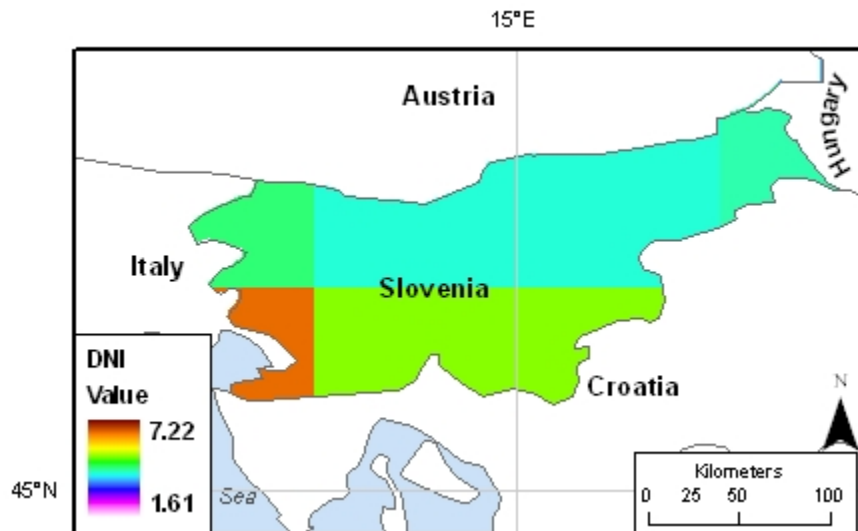 15°E
Austria
Hungary
Italy
Slovenia
DNI
Value
7.22
1.61
Croatia
N
Kilometers
0 25 50 100
45°N
Sea